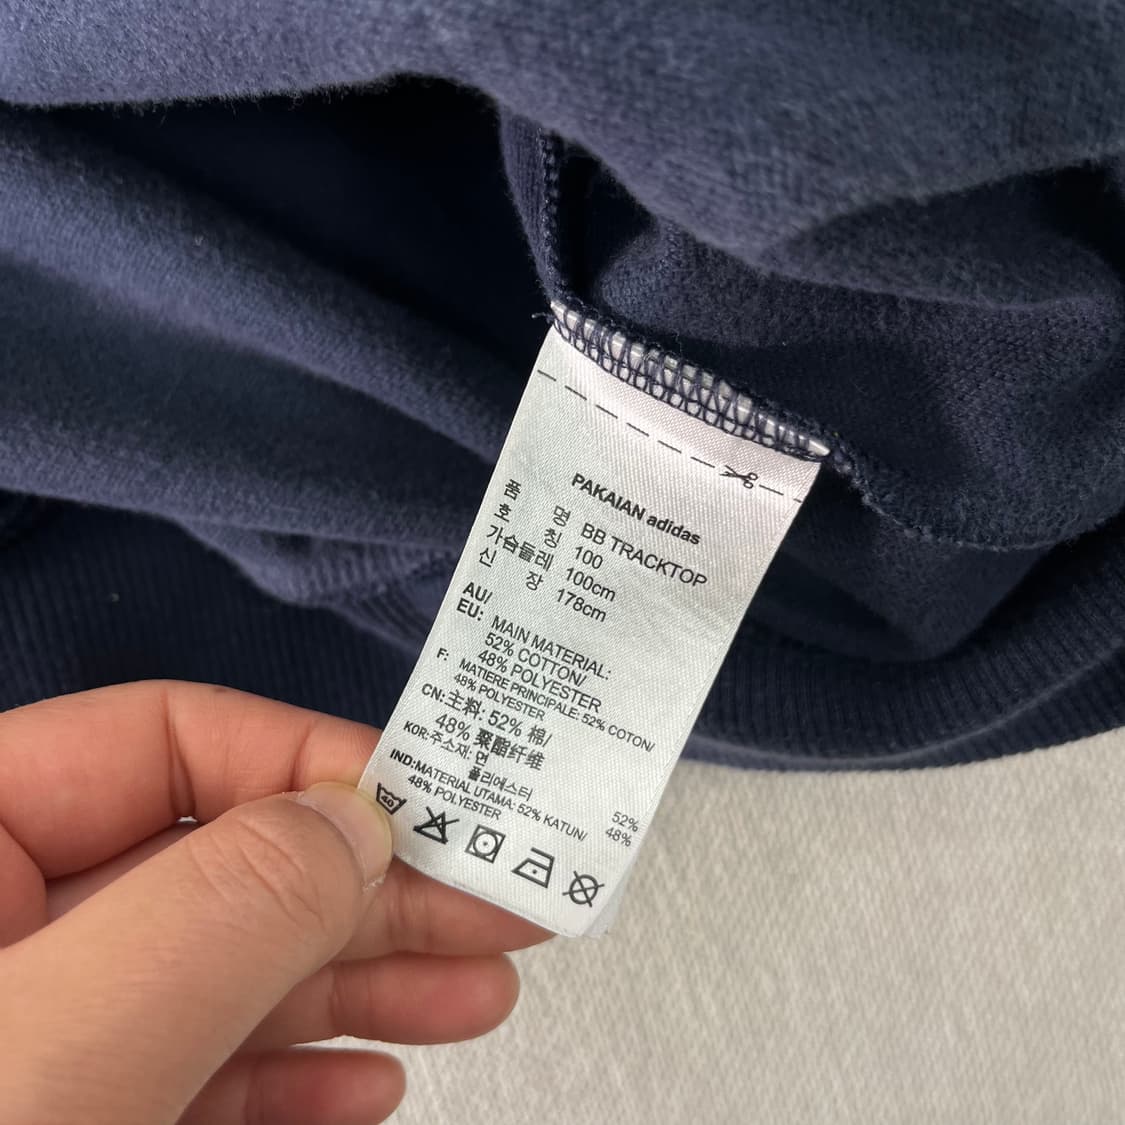 PAKAIAN adidas
품 명 BB TRACKTOP
호 칭 100
가슴둘레 100cm
신 장 178cm
AU/
EU: MAIN MATERIAL:
52% COTTON/
48% POLYESTER
F: MATIERE PRINCIPALE: 52% COTON/
48% POLYESTER
CN:主料: 52% 棉/
48% 聚酯纤维
KOR:주소재: 면 52%
폴리에스터 48%
IND:MATERIAL UTAMA: 52% KATUN/
48% POLYESTER
40